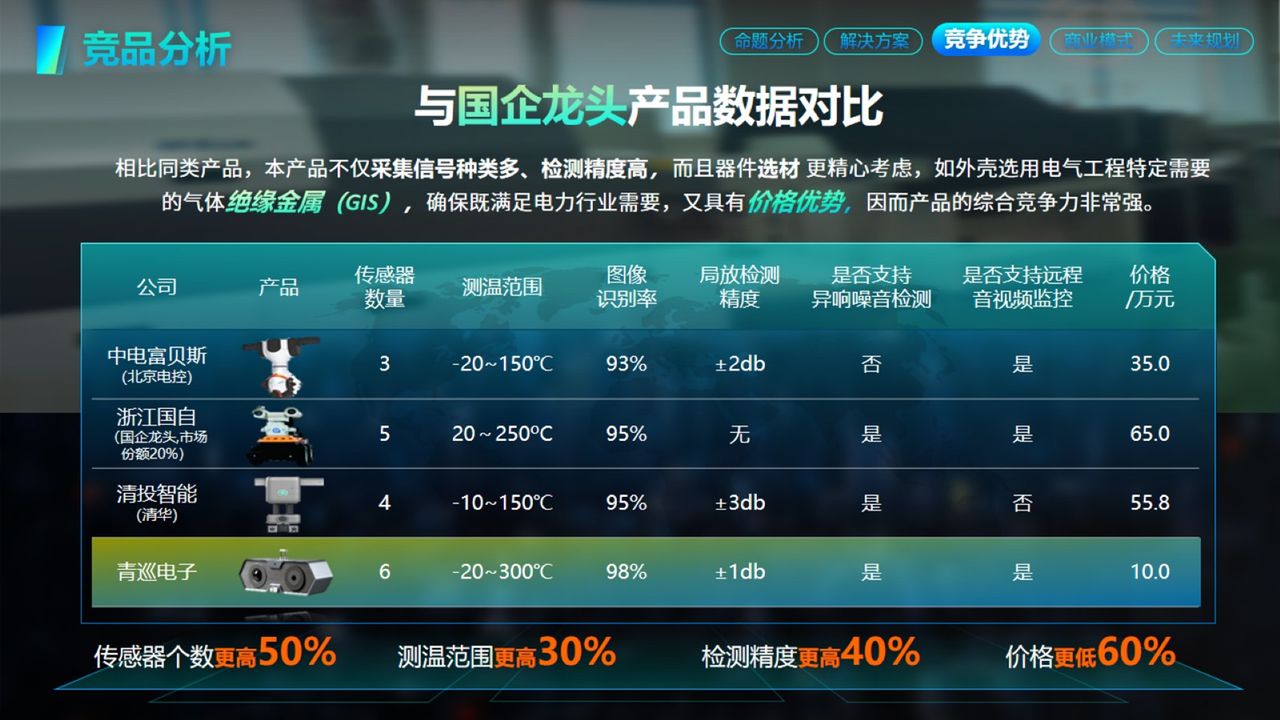 竞品分析
命题分析 解决方案 竞争优势 商业模式 未来规划
与国企龙头产品数据对比
相比同类产品，本产品不仅采集信号种类多、检测精度高，而且器件选材 更精心考虑，如外壳选用电气工程特定需要
的气体绝缘金属（GIS），确保既满足电力行业需要，又具有价格优势，因而产品的综合竞争力非常强。
公司 产品 传感器数量 测温范围 图像识别率 局放检测精度 是否支持异响噪音检测 是否支持远程音视频监控 价格/万元
中电富贝斯
(北京电控)
3 -20~150℃ 93% ±2db 否 是 35.0
浙江国自
(国企龙头,市场
份额20%)
5 20～250℃ 95% 无 是 是 65.0
清投智能
(清华)
4 -10~150℃ 95% ±3db 是 否 55.8
青巡电子 6 -20~300℃ 98% ±1db 是 是 10.0
传感器个数更高50% 测温范围更高30% 检测精度更高40% 价格更低60%